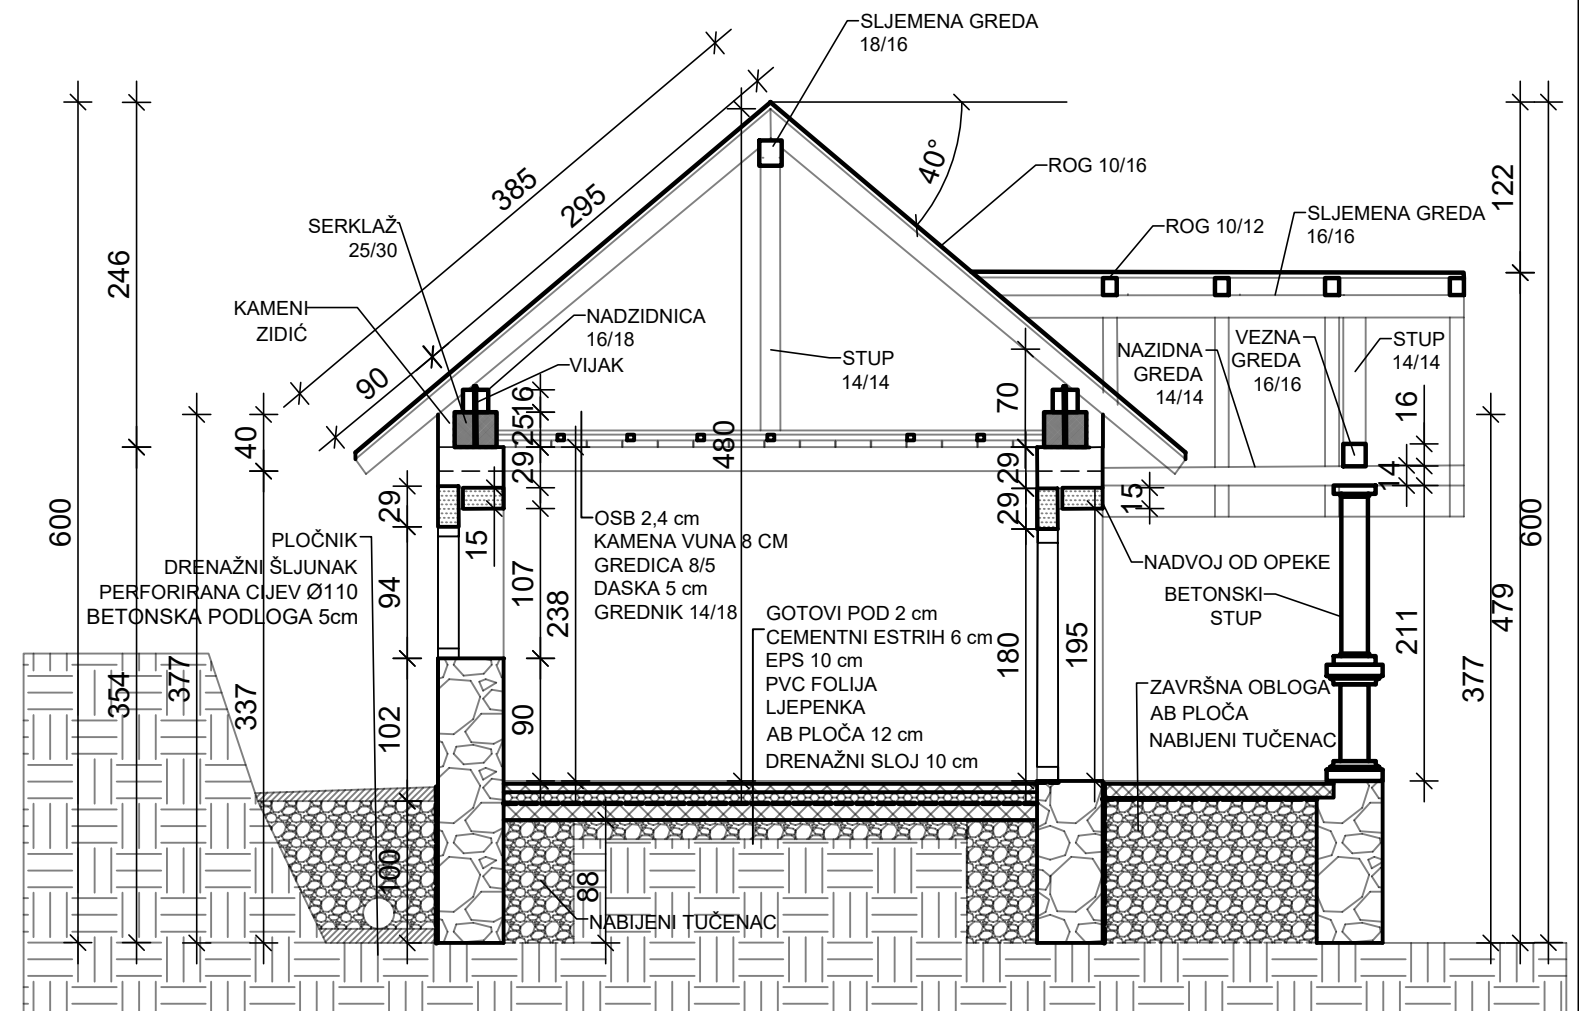 SLJEMENA GREDA
18/16
385
295
40°
ROG 10/16
122
SERKLAŽ
25/30
ROG 10/12
SLJEMENA GREDA
16/16
246
KAMENI
ZIDIĆ
NADZIDNICA
16/18
VIJAK
STUP
14/14
NAZIDNA
GREDA
14/14
VEZNA
GREDA
16/16
STUP
14/14
90
40
16
25
29
480
70
29
29
16
14
15
600
29
15
OSB 2,4 cm
KAMENA VUNA 8 CM
GREDICA 8/5
DASKA 5 cm
GREDNIK 14/18
600
PLOČNIK
DRENAŽNI ŠLJUNAK
PERFORIRANA CIJEV Ø110
BETONSKA PODLOGA 5cm
94
107
238
NADVOJ OD OPEKE
BETONSKI
STUP
479
211
GOTOVI POD 2 cm
CEMENTNI ESTRIH 6 cm
EPS 10 cm
PVC FOLIJA
LJEPENKA
AB PLOČA 12 cm
DRENAŽNI SLOJ 10 cm
180
195
377
354
377
337
102
90
ZAVRŠNA OBLOGA
AB PLOČA
NABIJENI TUČENAC
100
88
NABIJENI TUČENAC